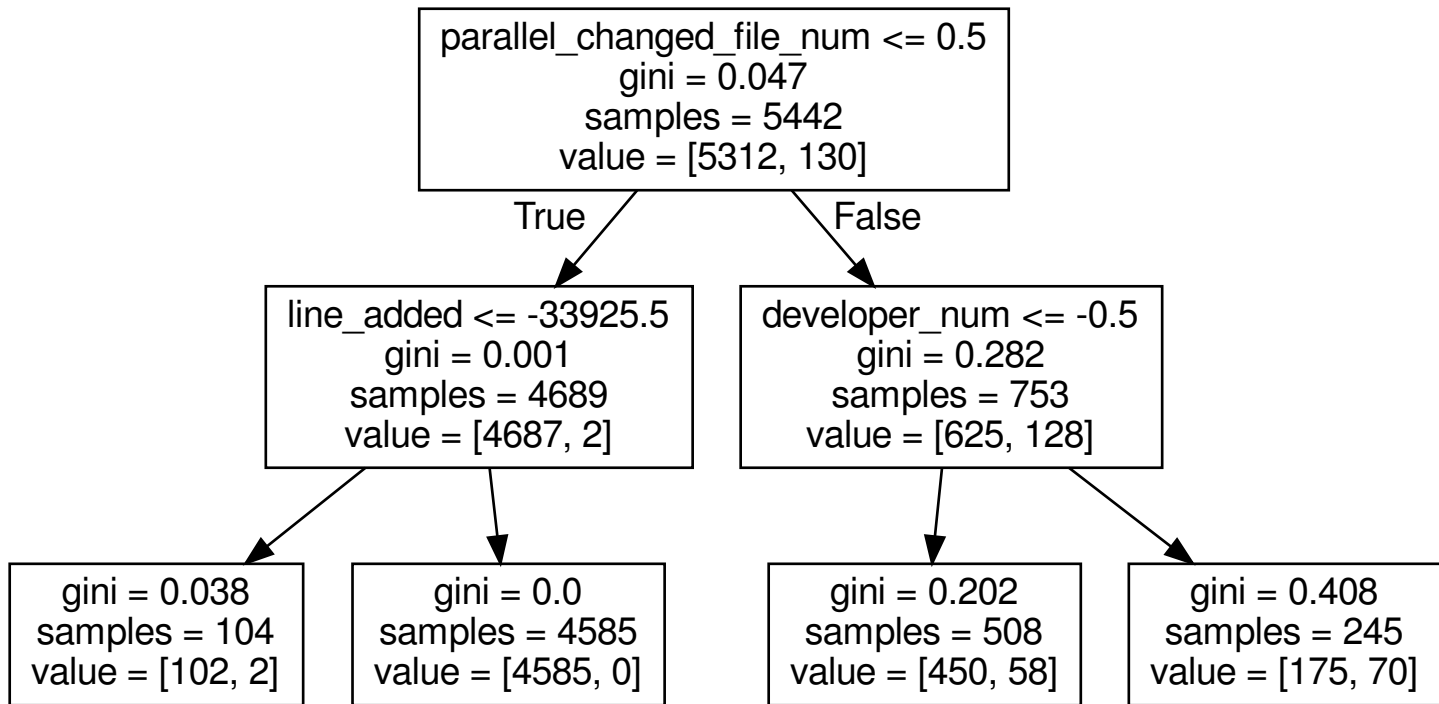 parallel_changed_file_num <= 0.5
gini = 0.047
samples = 5442
value = [5312, 130]
True
False
line_added <= -33925.5
gini = 0.001
samples = 4689
value = [4687, 2]
developer_num <= -0.5
gini = 0.282
samples = 753
value = [625, 128]
gini = 0.038
samples = 104
value = [102, 2]
gini = 0.0
samples = 4585
value = [4585, 0]
gini = 0.202
samples = 508
value = [450, 58]
gini = 0.408
samples = 245
value = [175, 70]